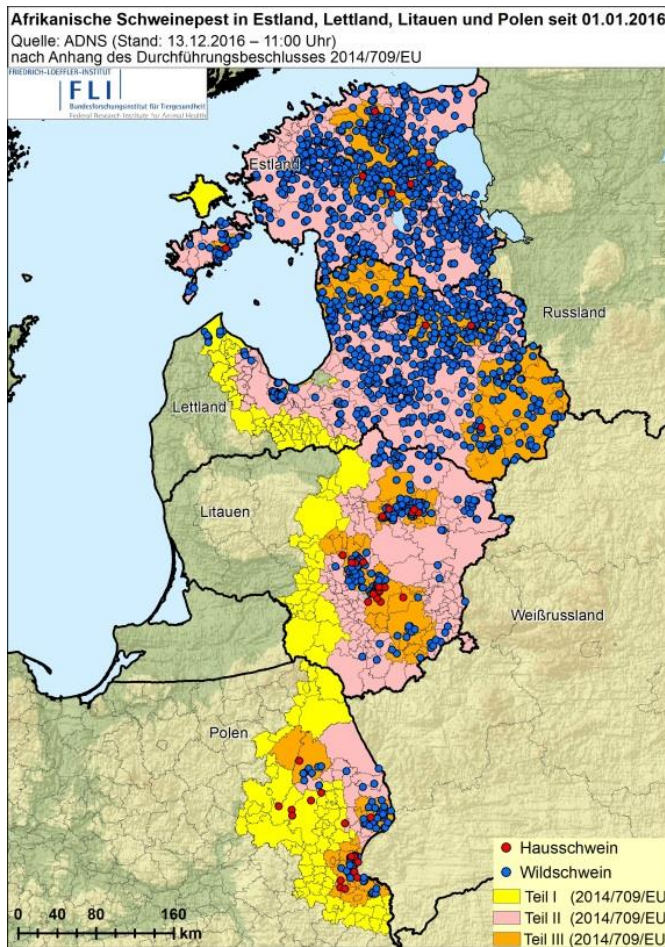 Afrikanische Schweinepest in Estland, Lettland, Litauen und Polen seit 01.01.2016
Quelle: ADNS (Stand: 13.12.2016 – 11:00 Uhr)
nach Anhang des Durchführungsbeschlusses 2014/709/EU
FRIEDRICH-LOEFFLER-INSTITUT
FLI
Bundesforschungsinstitut für Tiergesundheit
Federal Research Institute for Animal Health
Estland
Russland
Lettland
Litauen
Weißrussland
Polen
Hausschwein
Wildschwein
Teil I (2014/709/EU)
Teil II (2014/709/EU)
Teil III (2014/709/EU)
0 40 80 160
km